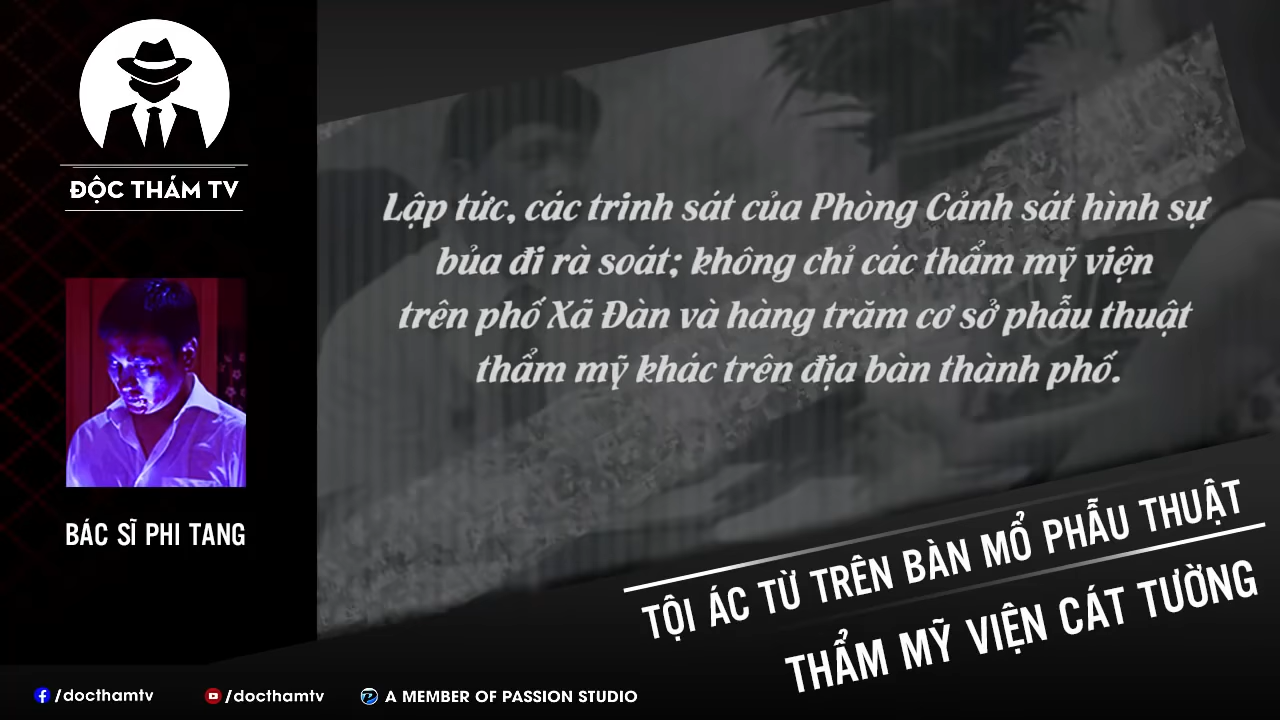 ĐỘC THÁM TV
Lập tức, các trinh sát của Phòng Cảnh sát hình sự
bủa đi rà soát; không chỉ các thẩm mỹ viện
trên phố Xã Đàn và hàng trăm cơ sở phẫu thuật
thẩm mỹ khác trên địa bàn thành phố.
BÁC SĨ PHI TANG
TỘI ÁC TỪ TRÊN BÀN MỔ PHẪU THUẬT
THẨM MỸ VIỆN CÁT TƯỜNG
/docthamtv
/docthamtv
A MEMBER OF PASSION STUDIO